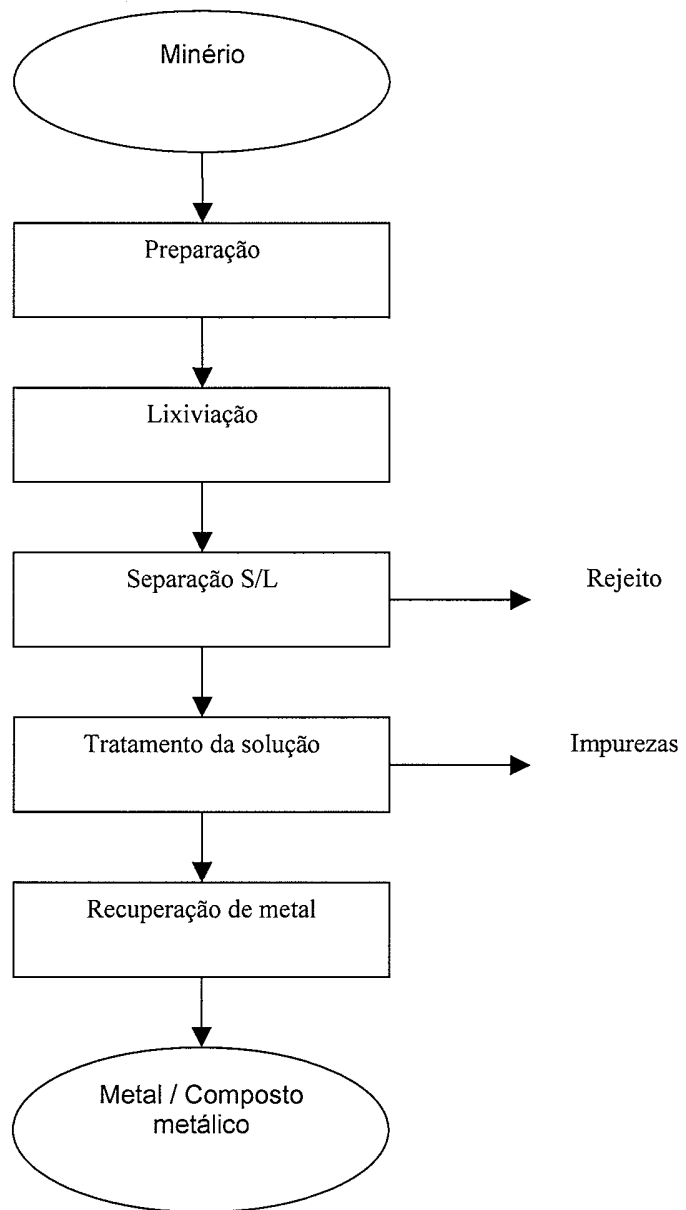 Minério
Preparação
Lixiviação
Separação S/L
Rejeito
Tratamento da solução
Impurezas
Recuperação de metal
Metal / Composto
metálico